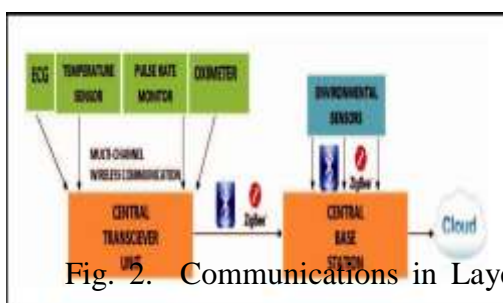 ECG
TEMPERATURE
SENSOR
PULSE RATE
MONITOR
OXIMETER
ENVIRONMENTAL
SENSORS
MULTI-CHANNEL
WIRELESS COMMUNICATION
ZigBee
CENTRAL
TRANSCIEVER
UNIT
ZigBee
CENTRAL
BASE
STATION
Cloud
Fig. 2. Communications in Laye